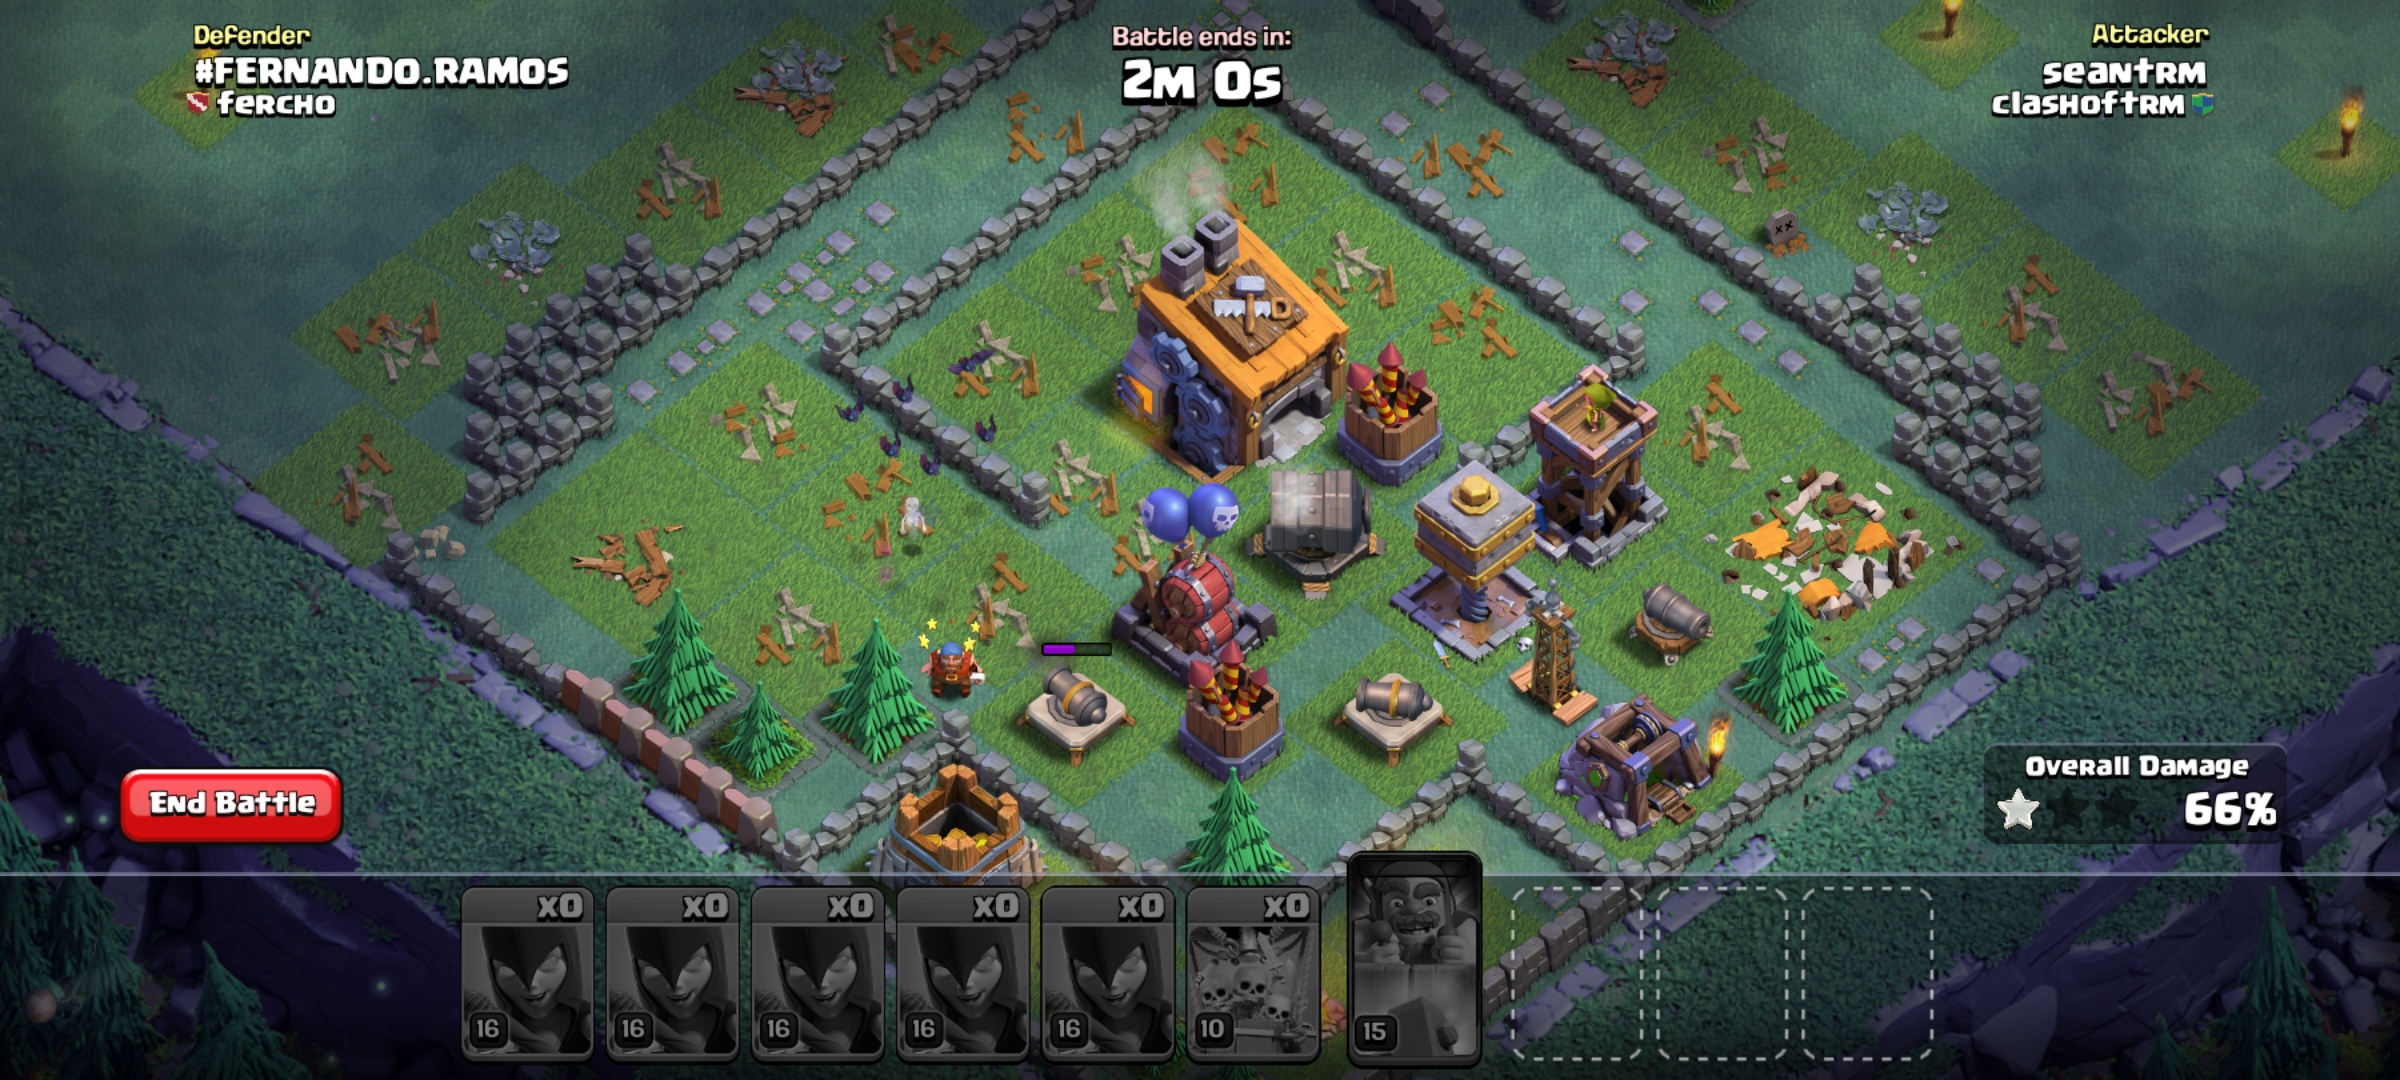 Defender
#FERNANDO.RAMOS
fercho
Battle ends in:
2M 0s
Attacker
seantrm
clashoftrm
End Battle
Overall Damage
66%
x0
x0
x0
x0
x0
x0
16
16
16
16
16
10
15